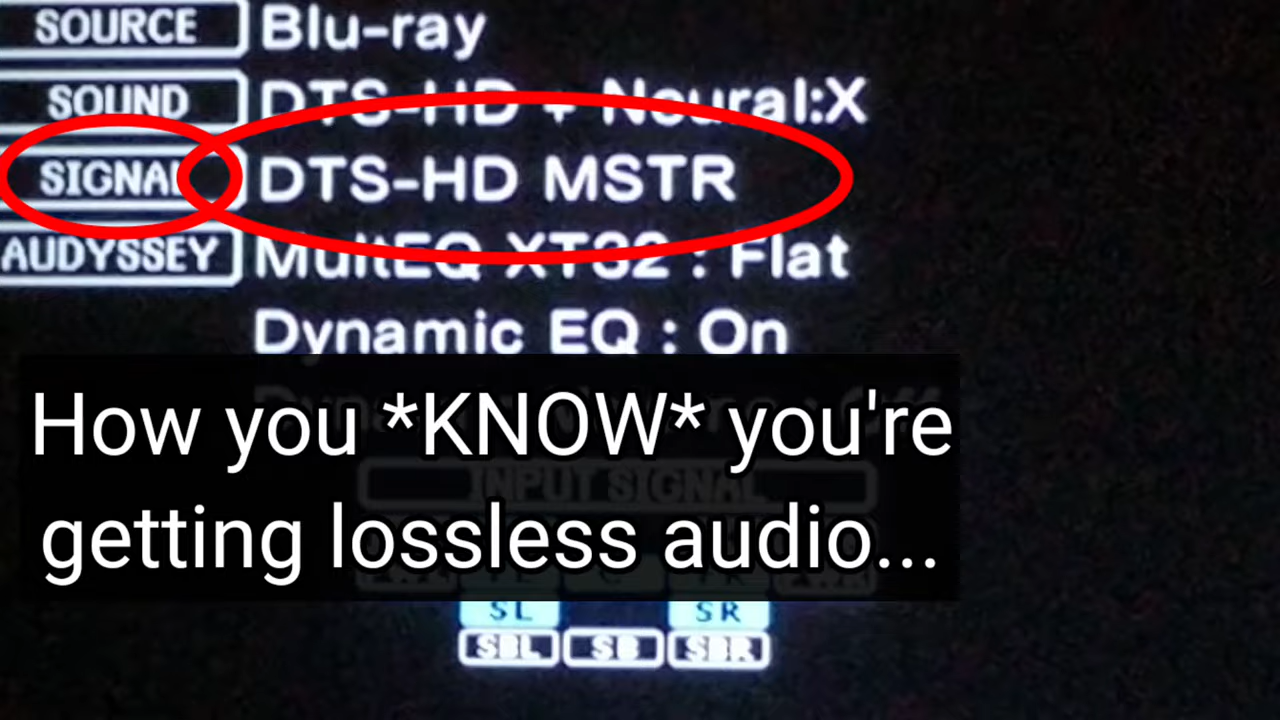 SOURCE Blu-ray
SOUND DTS-HD + Neural:X
SIGNAL DTS-HD MSTR
AUDYSSEY MultEQ XT32 : Flat
Dynamic EQ : On
How you *KNOW* you're
INPUT SIGNAL
getting lossless audio...
SL SR
SBL SB SBR